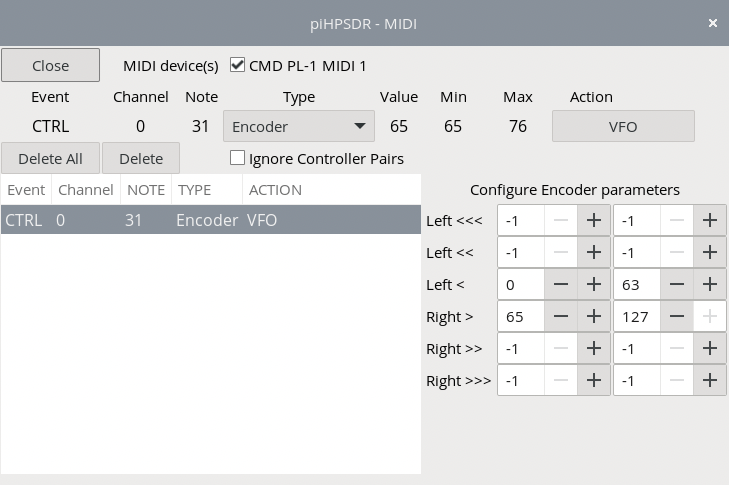 piHPSDR - MIDI ×
Close MIDI device(s) CMD PL-1 MIDI 1
Event Channel Note Type Value Min Max Action
CTRL 0 31 Encoder 65 65 76 VFO
Delete All Delete Ignore Controller Pairs
Event Channel NOTE TYPE ACTION
CTRL 0 31 Encoder VFO
Configure Encoder parameters
Left <<< -1 − + -1 − +
Left << -1 − + -1 − +
Left < 0 − + 63 − +
Right > 65 − + 127 − +
Right >> -1 − + -1 − +
Right >>> -1 − + -1 − +